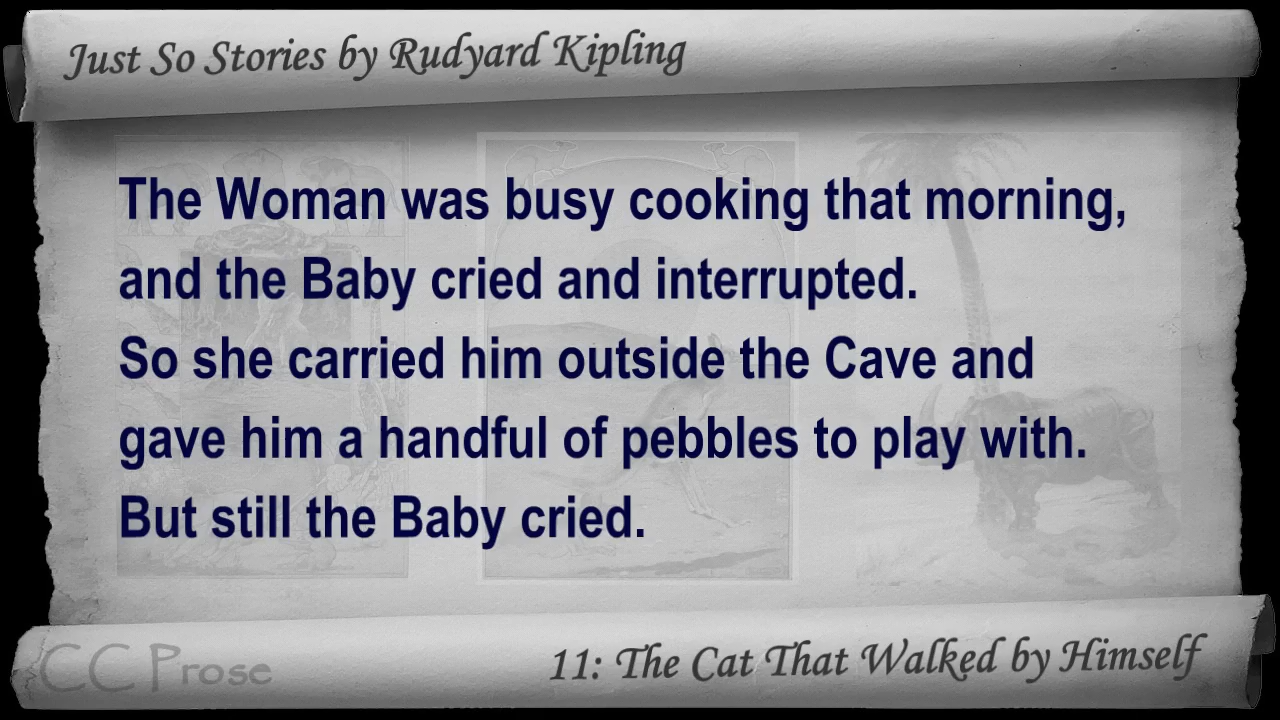 Just So Stories by Rudyard Kipling
The Woman was busy cooking that morning,
and the Baby cried and interrupted.
So she carried him outside the Cave and
gave him a handful of pebbles to play with.
But still the Baby cried.
CC Prose
11: The Cat That Walked by Himself